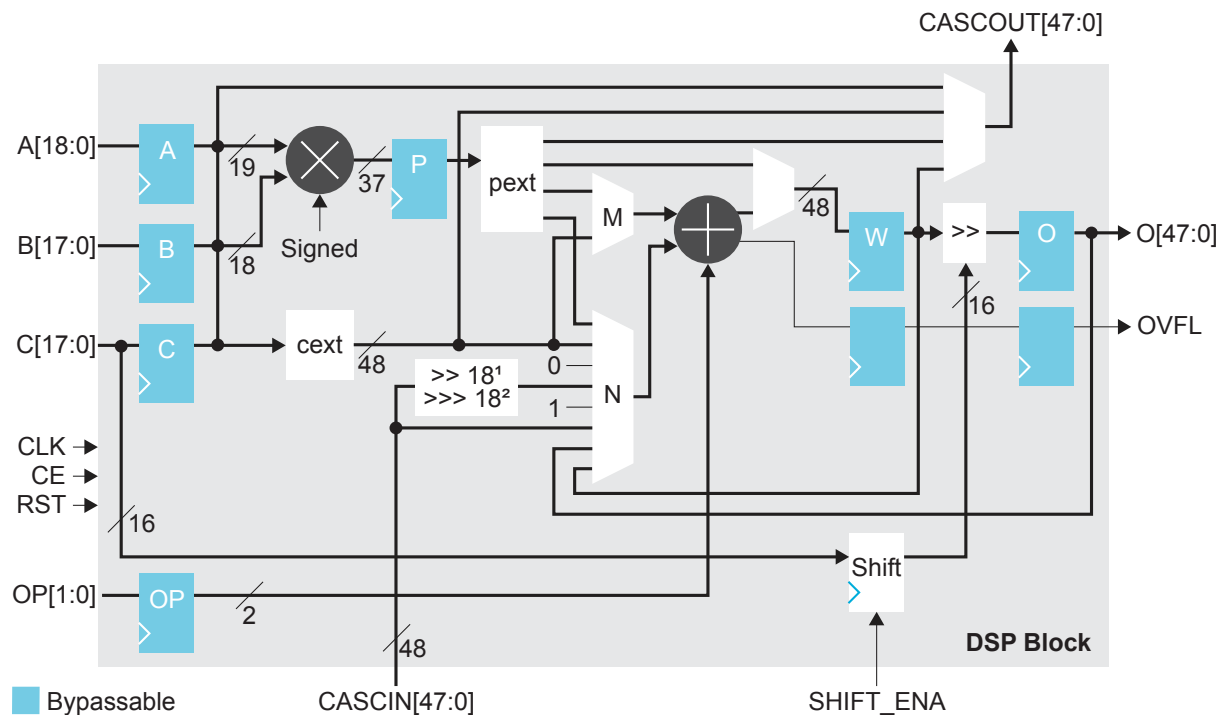 CASCOUT[47:0]
A[18:0]
A
19
P
37
pext
Signed
M
48
B[17:0]
B
18
W
>>
O
O[47:0]
16
OVFL
C[17:0]
C
cext
48
0
>> 18¹
>>> 18²
1
N
CLK
CE
RST
16
Shift
OP[1:0]
OP
2
48
DSP Block
Bypassable
CASCIN[47:0]
SHIFT_ENA